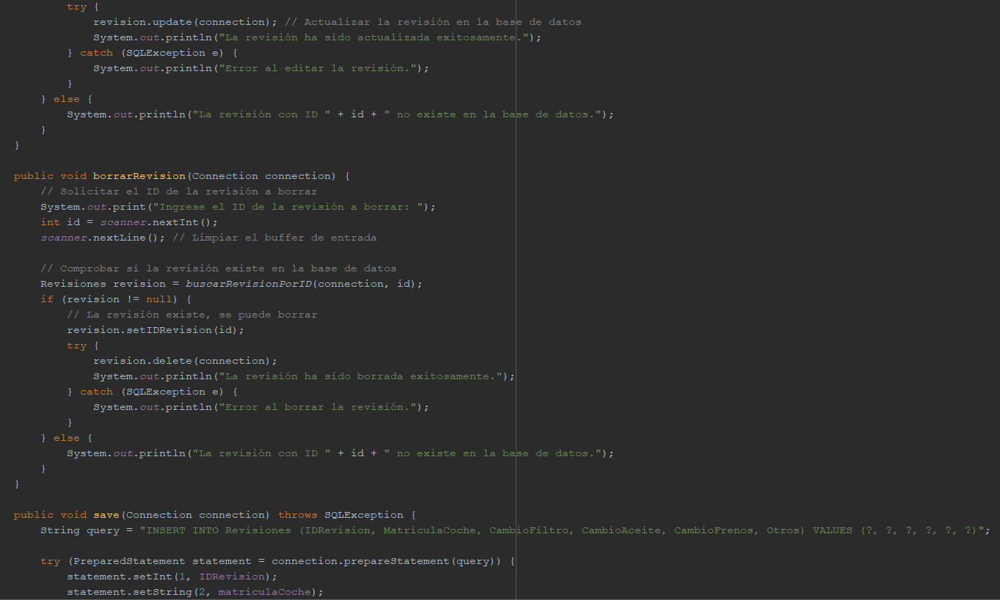 try {
revision.update(connection); // Actualizar la revisión en la base de datos
System.out.println("La revisión ha sido actualizada exitosamente.");
} catch (SQLException e) {
System.out.println("Error al editar la revisión.");
}
} else {
System.out.println("La revisión con ID " + id + " no existe en la base de datos.");
}
}
public void borrarRevision(Connection connection) {
// Solicitar el ID de la revisión a borrar
System.out.print("Ingrese el ID de la revisión a borrar: ");
int id = scanner.nextInt();
scanner.nextLine(); // Limpiar el buffer de entrada
// Comprobar si la revisión existe en la base de datos
Revisiones revision = buscarRevisionPorID(connection, id);
if (revision != null) {
// La revisión existe, se puede borrar
revision.setIDRevision(id);
try {
revision.delete(connection);
System.out.println("La revisión ha sido borrada exitosamente.");
} catch (SQLException e) {
System.out.println("Error al borrar la revisión.");
}
} else {
System.out.println("La revisión con ID " + id + " no existe en la base de datos.");
}
}
public void save(Connection connection) throws SQLException {
String query = "INSERT INTO Revisiones (IDRevision, MatriculaCoche, CambioFiltro, CambioAceite, CambioFrenos, Otros) VALUES (?, ?, ?, ?, ?, ?)";
try (PreparedStatement statement = connection.prepareStatement(query)) {
statement.setInt(1, IDRevision);
statement.setString(2, matriculaCoche);